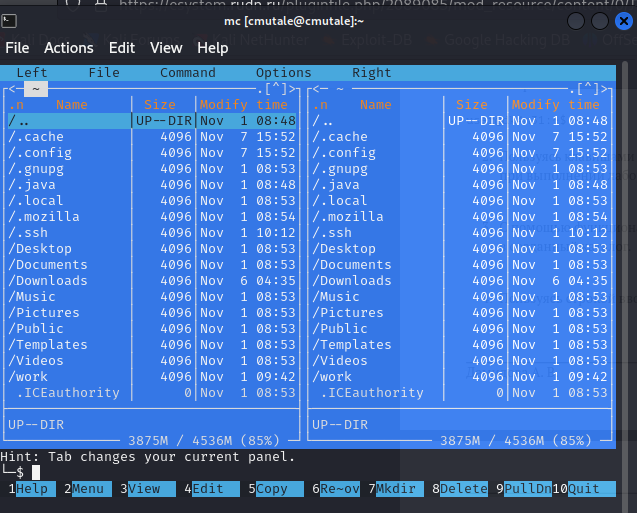 https://esystem.rudn.ru/pluginfile.php/2089085/mod_resource/content/0/1
mc [cmutale@cmutale]:~
File Actions Edit View Help
Left File Command Options Right
┌<─ ~ ─────.[^]>┐┌<─ ~ ─────.[^]>┐
.n Name │ Size │Modify time .n Name │ Size │Modify time
/.. │UP--DIR│Nov 1 08:48 /.. │UP--DIR│Nov 1 08:48
/.cache │ 4096│Nov 7 15:52 /.cache │ 4096│Nov 7 15:52
/.config │ 4096│Nov 7 15:52 /.config │ 4096│Nov 7 15:52
/.gnupg │ 4096│Nov 1 08:53 /.gnupg │ 4096│Nov 1 08:53
/.java │ 4096│Nov 1 08:48 /.java │ 4096│Nov 1 08:48
/.local │ 4096│Nov 1 08:53 /.local │ 4096│Nov 1 08:53
/.mozilla │ 4096│Nov 1 08:54 /.mozilla │ 4096│Nov 1 08:54
/.ssh │ 4096│Nov 1 10:12 /.ssh │ 4096│Nov 1 10:12
/Desktop │ 4096│Nov 1 08:53 /Desktop │ 4096│Nov 1 08:53
/Documents │ 4096│Nov 1 08:53 /Documents │ 4096│Nov 1 08:53
/Downloads │ 4096│Nov 6 04:35 /Downloads │ 4096│Nov 6 04:35
/Music │ 4096│Nov 1 08:53 /Music │ 4096│Nov 1 08:53
/Pictures │ 4096│Nov 1 08:53 /Pictures │ 4096│Nov 1 08:53
/Public │ 4096│Nov 1 08:53 /Public │ 4096│Nov 1 08:53
/Templates │ 4096│Nov 1 08:53 /Templates │ 4096│Nov 1 08:53
/Videos │ 4096│Nov 1 08:53 /Videos │ 4096│Nov 1 08:53
/work │ 4096│Nov 1 09:42 /work │ 4096│Nov 1 09:42
.ICEauthority │ 0│Nov 1 08:53 .ICEauthority │ 0│Nov 1 08:53
UP--DIR UP--DIR
3875M / 4536M (85%) 3875M / 4536M (85%)
Hint: Tab changes your current panel.
└─$
1Help 2Menu 3View 4Edit 5Copy 6Re~ov 7Mkdir 8Delete 9PullDn 10Quit